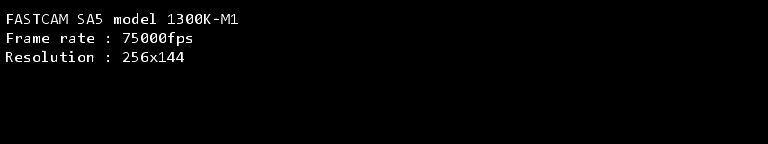 FASTCAM SA5 model 1300K-M1
Frame rate : 75000fps
Resolution : 256x144